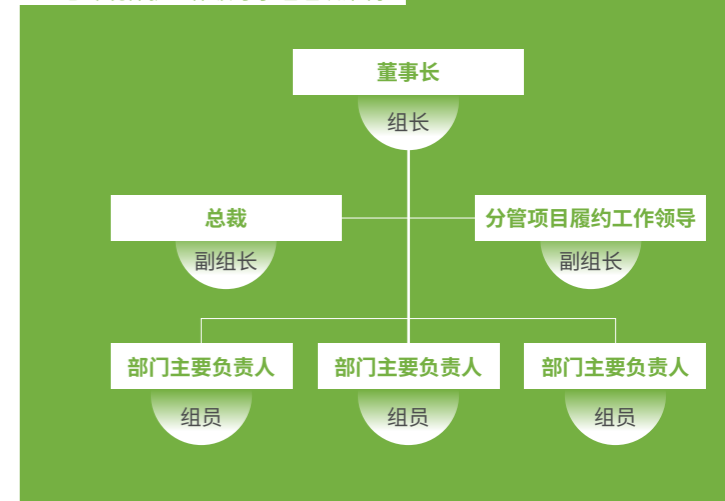 董事长
组长
总裁
分管项目履约工作领导
副组长
副组长
部门主要负责人
部门主要负责人
部门主要负责人
组员
组员
组员